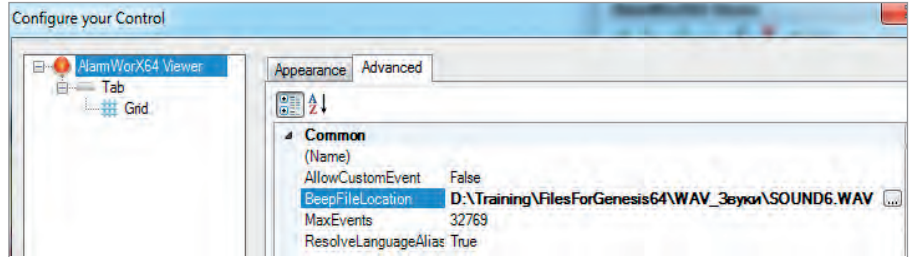 Configure your Control
AlarmWorX64 Viewer
Tab
Grid
Appearance Advanced
Common
(Name)
AllowCustomEvent False
BeepFileLocation D:\Training\FilesForGenesis64\WAV_Звуки\SOUND6.WAV ...
MaxEvents 32769
ResolveLanguageAlias True